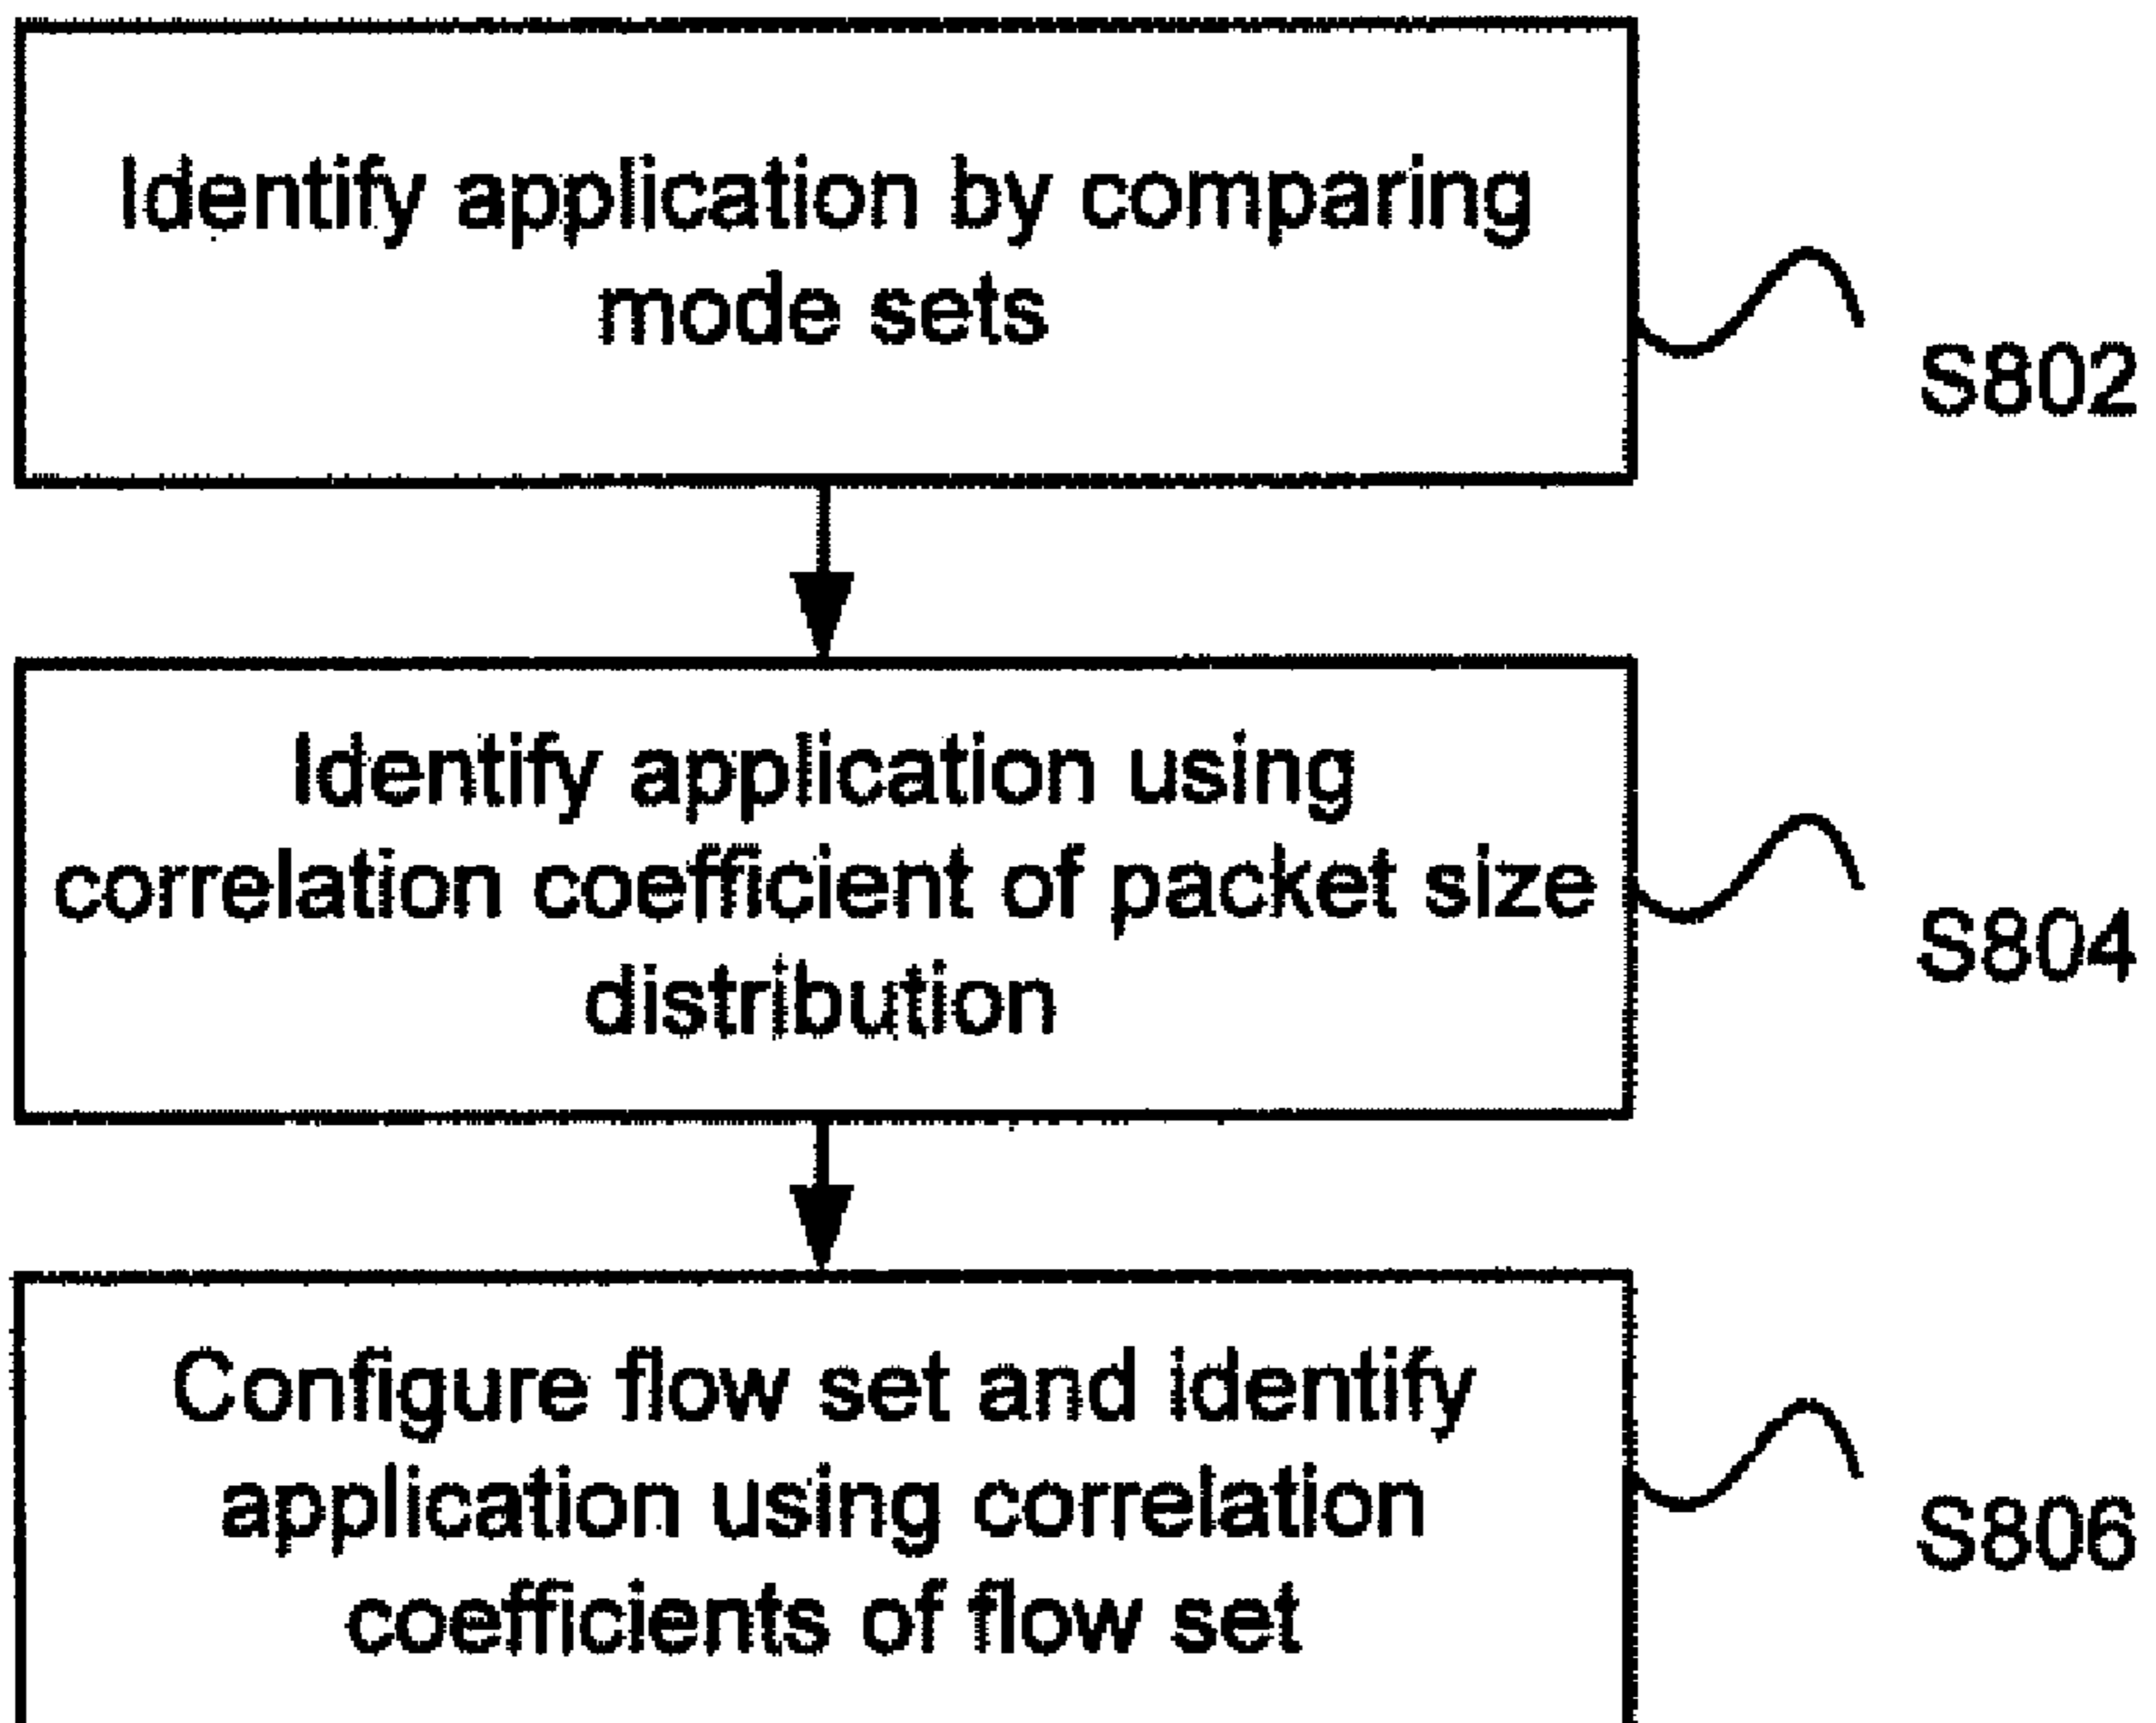 Identify application by comparing
mode sets
S802
Identify application using
correlation coefficient of packet size
distribution
S804
Configure flow set and identify
application using correlation
coefficients of flow set
S806